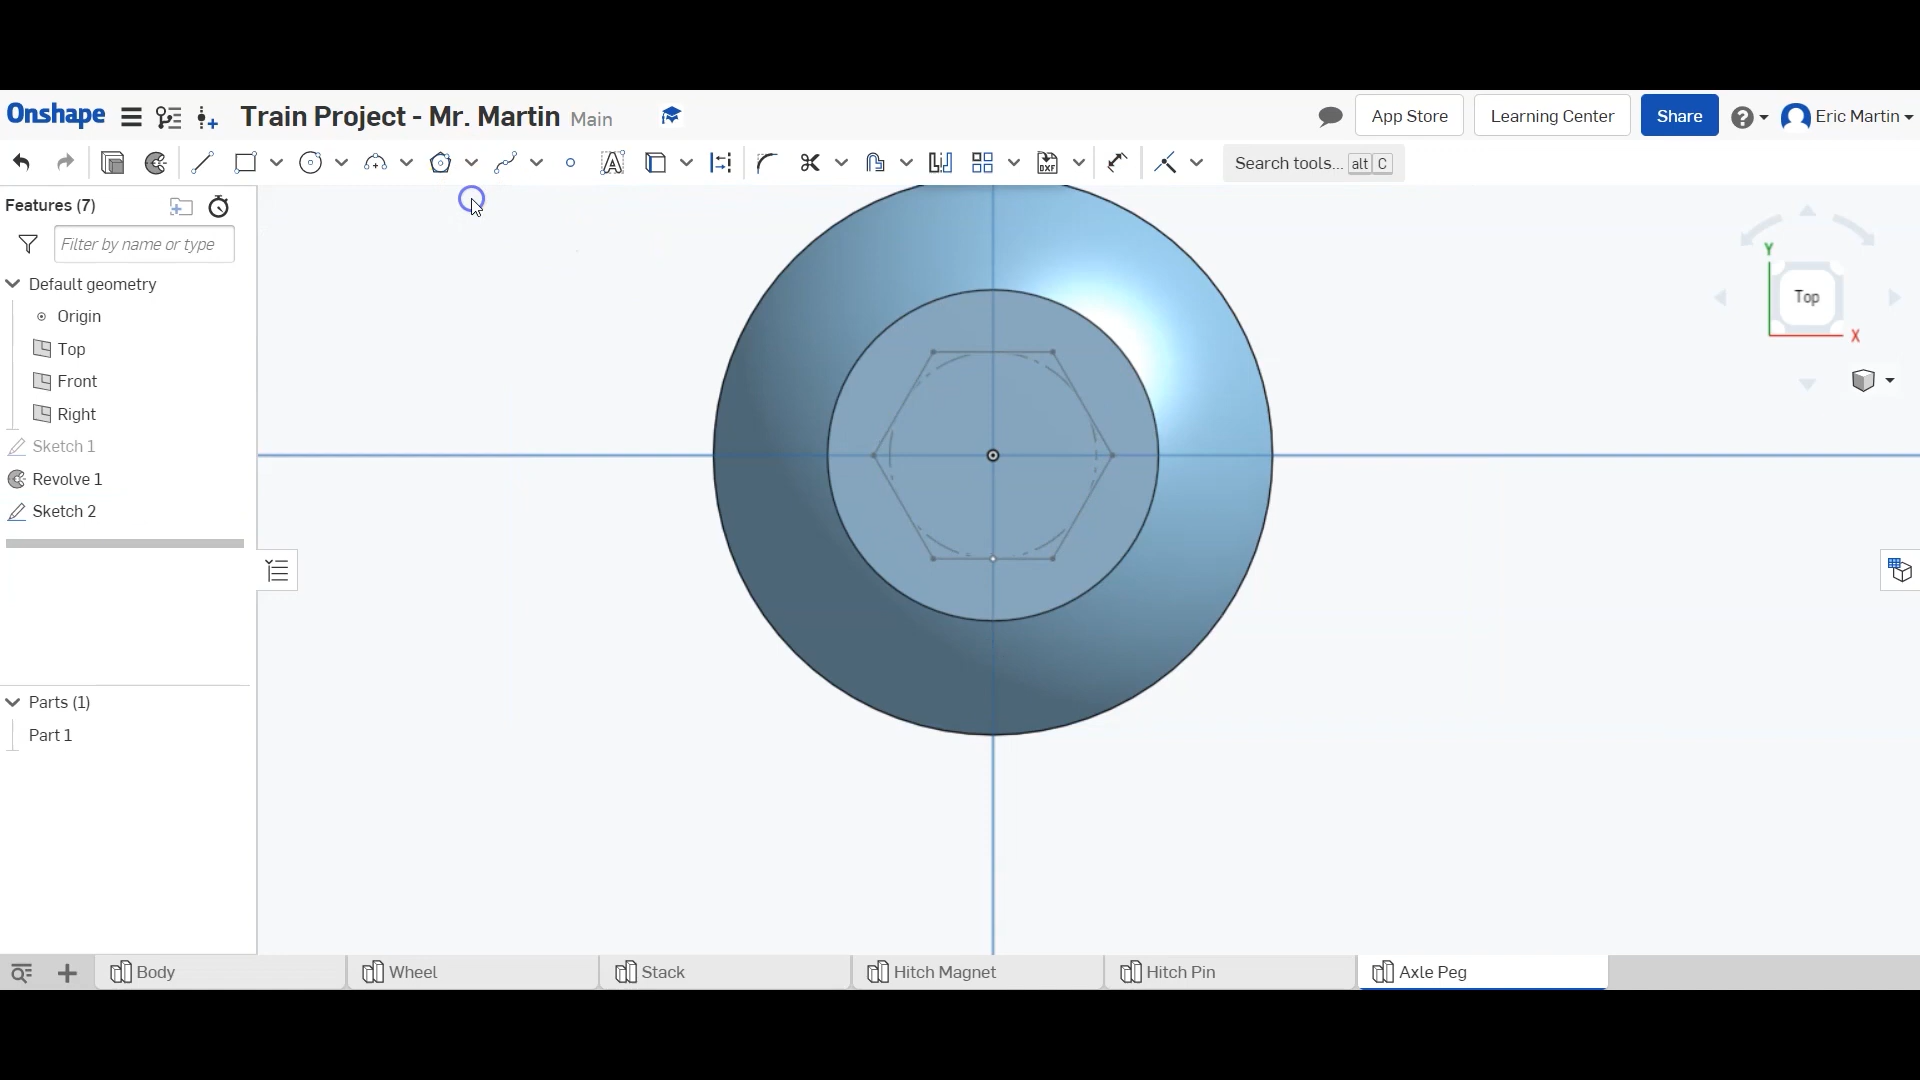 Onshape Train Project - Mr. Martin Main App Store Learning Center Share ? Eric Martin
A DXF Search tools... alt C
Features (7)
Filter by name or type
Default geometry
Origin
Top
Front
Right
Sketch 1
Revolve 1
Sketch 2
Parts (1)
Part 1
Y
Top
X
Body Wheel Stack Hitch Magnet Hitch Pin Axle Peg